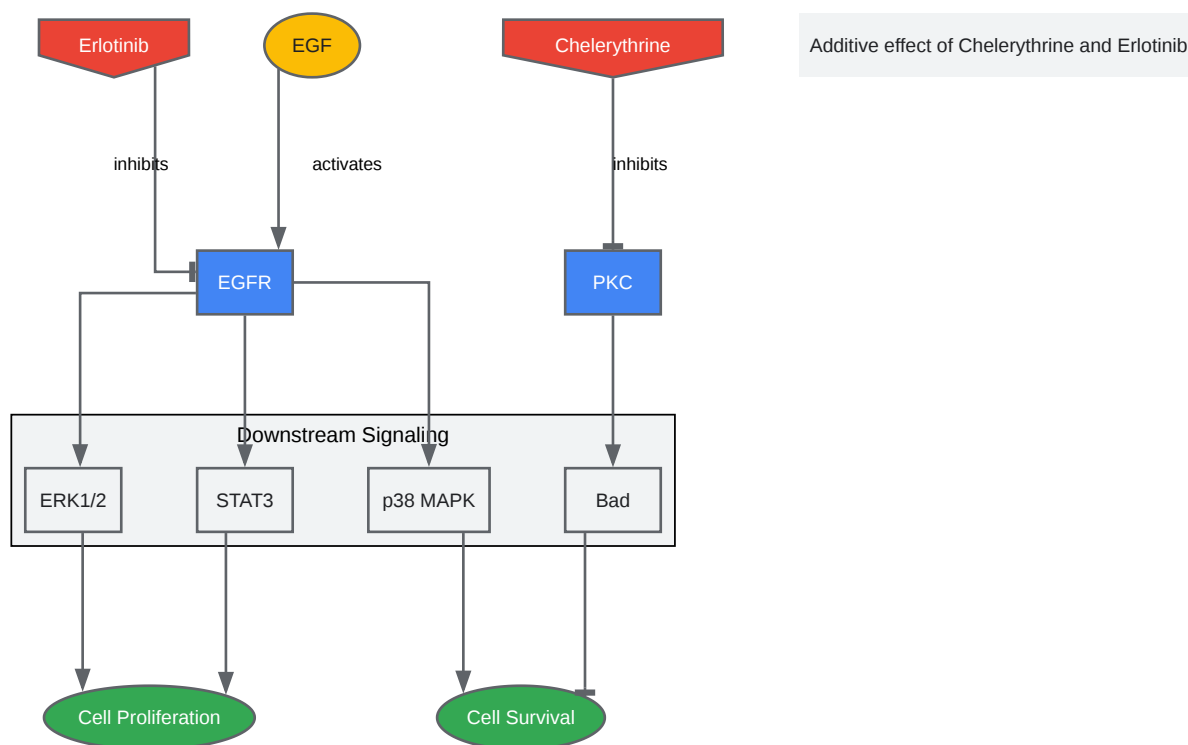 Erlotinib
EGF
Chelerythrine
Additive effect of Chelerythrine and Erlotinib
inhibits
activates
inhibits
EGFR
PKC
Downstream Signaling
ERK1/2
STAT3
p38 MAPK
Bad
Cell Proliferation
Cell Survival